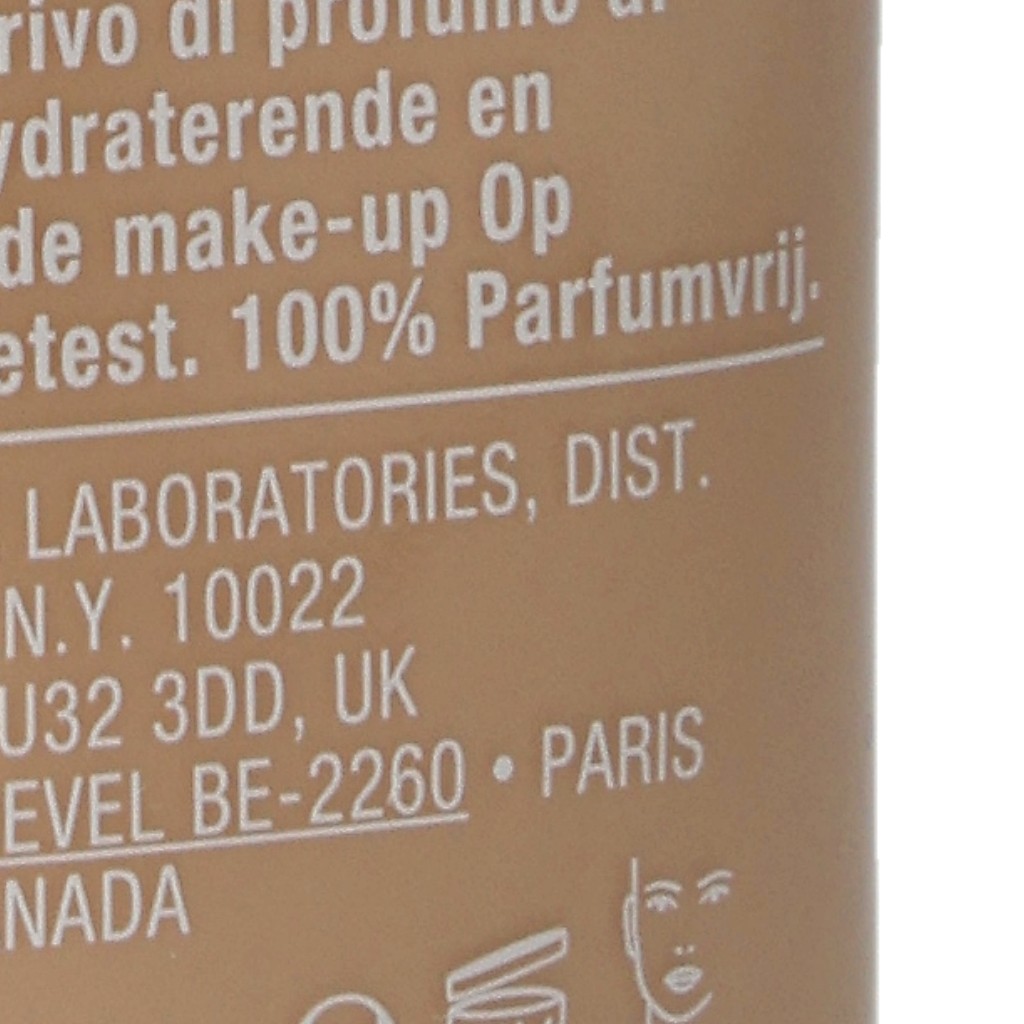 rivo di profumo al
ydraterende en
de make-up Op
etest. 100% Parfumvrij.
LABORATORIES, DIST.
N.Y. 10022
U32 3DD, UK
EVEL BE-2260 • PARIS
NADA